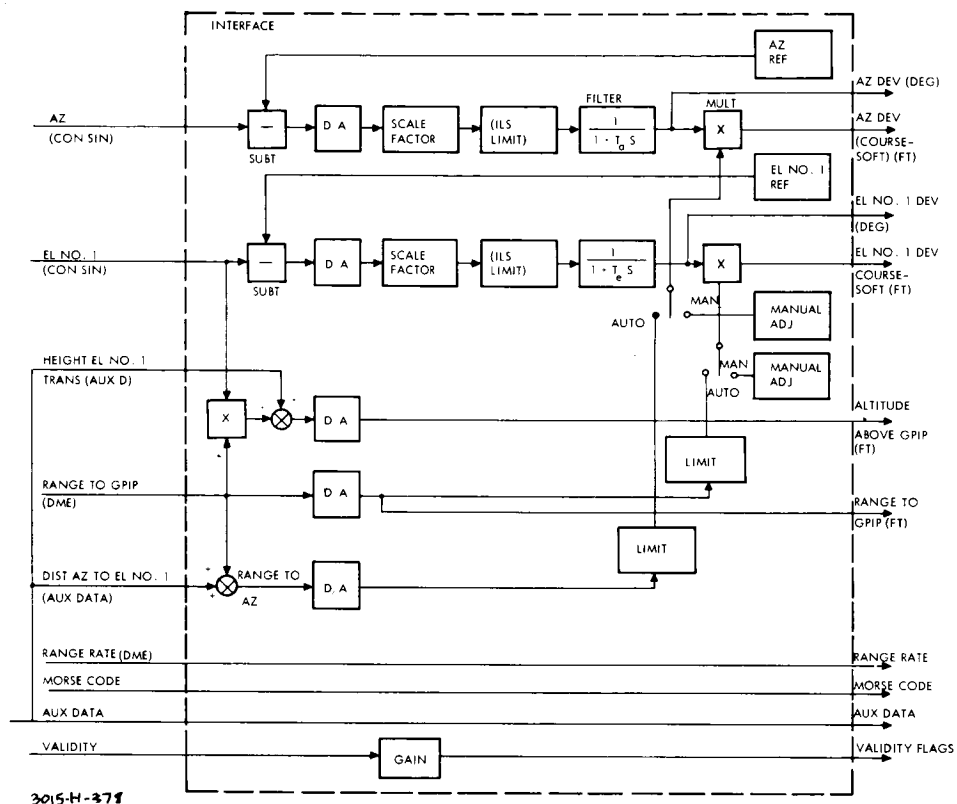 INTERFACE
AZ
REF
AZ DEV (DEG)
AZ
(CON SIN)
—
SUBT
D A
SCALE
FACTOR
(ILS
LIMIT)
FILTER
1
1 + T_a S
MULT
X
AZ DEV
(COURSE-
SOFT) (FT)
EL NO. 1
REF
EL NO. 1 DEV
(DEG)
EL NO. 1
(CON SIN)
—
SUBT
D A
SCALE
FACTOR
(ILS
LIMIT)
1
1 + T_e S
X
EL NO. 1 DEV
COURSE-
SOFT (FT)
AUTO
MAN
MANUAL
ADJ
MAN
AUTO
MANUAL
ADJ
HEIGHT EL NO. 1
TRANS (AUX D)
X
D A
ALTITUDE
ABOVE GPIP
(FT)
LIMIT
RANGE TO GPIP
(DME)
D A
RANGE TO
GPIP (FT)
LIMIT
DIST AZ TO EL NO. 1
(AUX DATA)
+
+
RANGE TO
AZ
D/A
RANGE RATE (DME)
RANGE RATE
MORSE CODE
MORSE CODE
AUX DATA
AUX DATA
VALIDITY
GAIN
VALIDITY FLAGS
3015-H-378